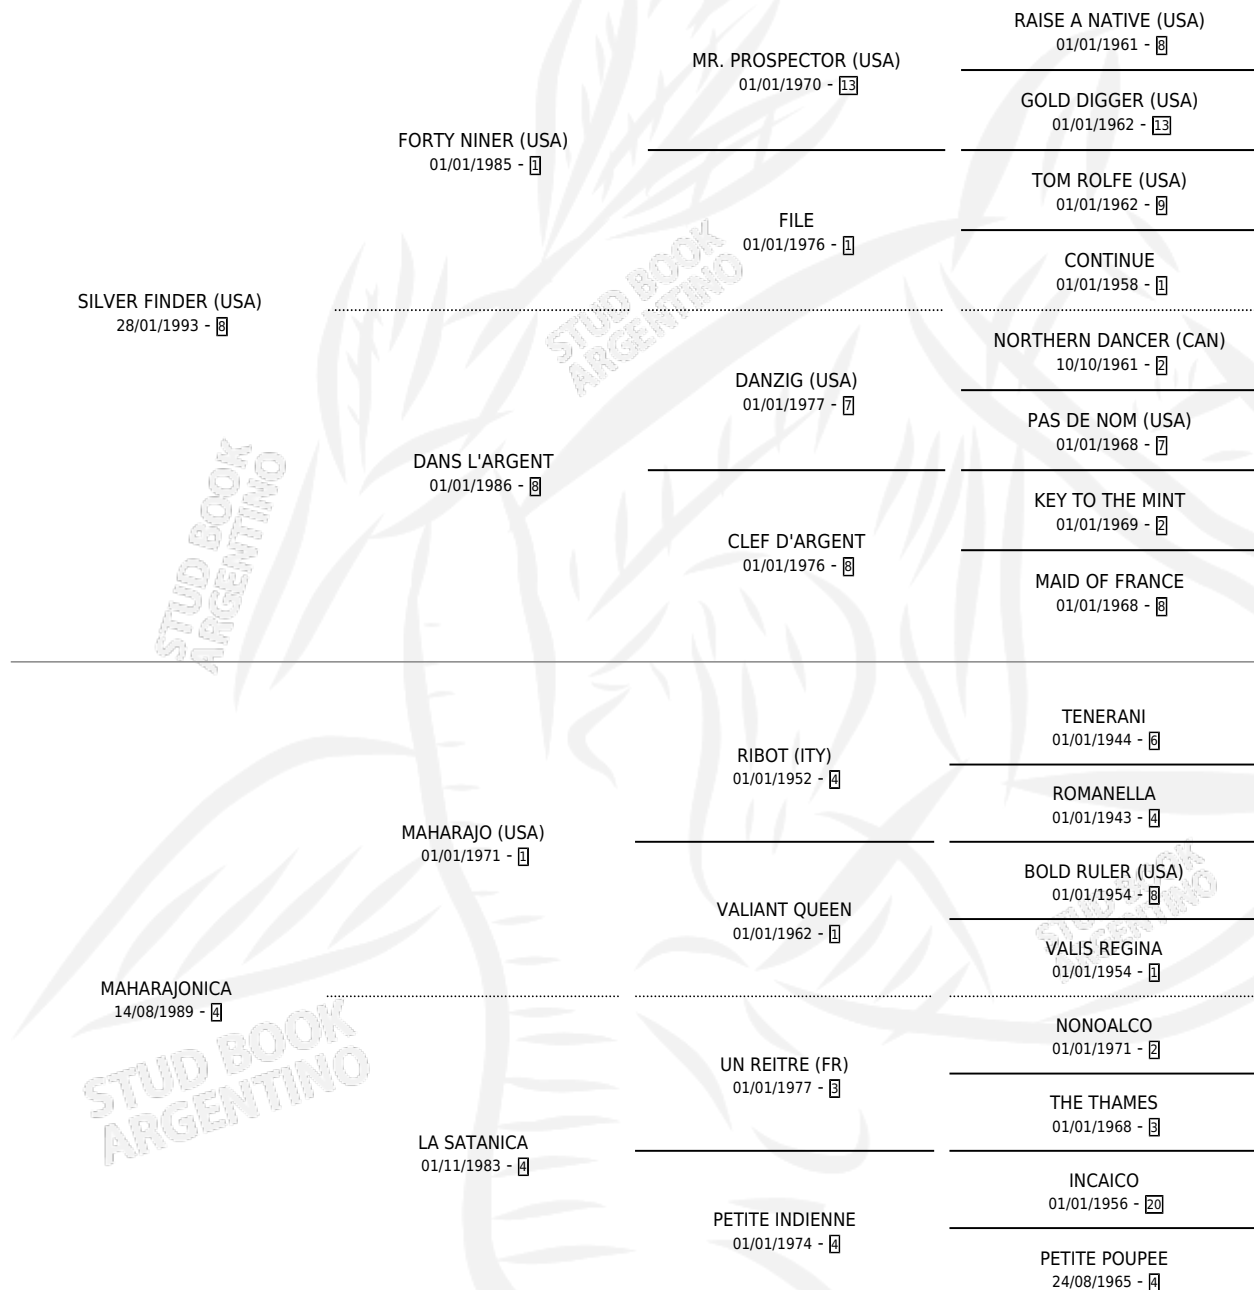 RAISE A NATIVE (USA)
01/01/1961 - 8
MR. PROSPECTOR (USA)
01/01/1970 - 13
GOLD DIGGER (USA)
01/01/1962 - 13
FORTY NINER (USA)
01/01/1985 - 1
TOM ROLFE (USA)
01/01/1962 - 9
FILE
01/01/1976 - 1
CONTINUE
01/01/1958 - 1
SILVER FINDER (USA)
28/01/1993 - 8
NORTHERN DANCER (CAN)
10/10/1961 - 2
DANZIG (USA)
01/01/1977 - 7
PAS DE NOM (USA)
01/01/1968 - 7
DANS L'ARGENT
01/01/1986 - 8
KEY TO THE MINT
01/01/1969 - 2
CLEF D'ARGENT
01/01/1976 - 8
MAID OF FRANCE
01/01/1968 - 8
TENERANI
01/01/1944 - 6
RIBOT (ITY)
01/01/1952 - 4
ROMANELLA
01/01/1943 - 4
MAHARAJO (USA)
01/01/1971 - 1
BOLD RULER (USA)
01/01/1954 - 8
VALIANT QUEEN
01/01/1962 - 1
VALIS REGINA
01/01/1954 - 1
MAHARAJONICA
14/08/1989 - 4
NONOALCO
01/01/1971 - 2
UN REITRE (FR)
01/01/1977 - 3
THE THAMES
01/01/1968 - 3
LA SATANICA
01/11/1983 - 4
INCAICO
01/01/1956 - 20
PETITE INDIENNE
01/01/1974 - 4
PETITE POUPEE
24/08/1965 - 4
STUD BOOK
ARGENTINO
STUD BOOK
ARGENTINO
STUD BOOK
ARGENTINO
STUD BOOK
ARGENTINO